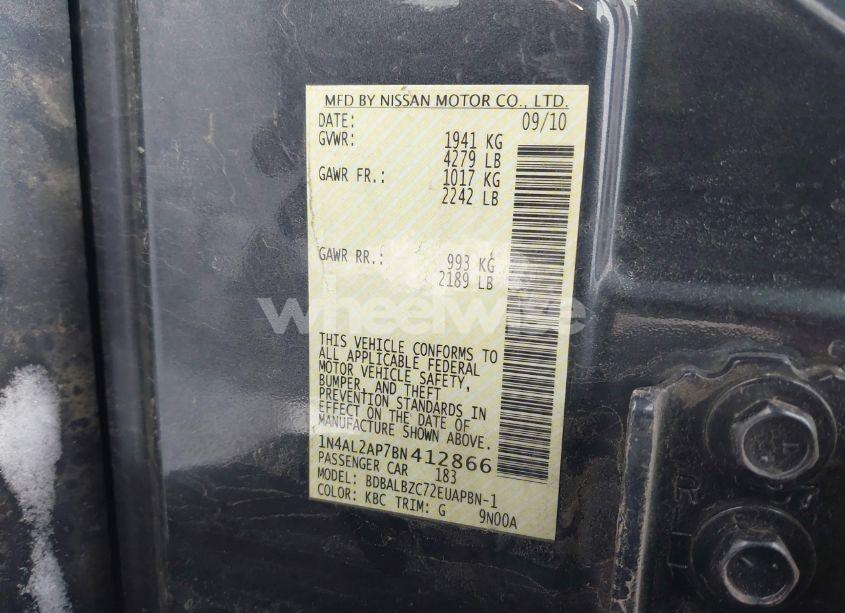 MFD BY NISSAN MOTOR CO., LTD.
DATE: 09/10
GVWR: 1941 KG
4279 LB
GAWR FR.: 1017 KG
2242 LB
GAWR RR.: 993 KG
2189 LB
wheelwise
THIS VEHICLE CONFORMS TO
ALL APPLICABLE FEDERAL
MOTOR VEHICLE SAFETY,
BUMPER, AND THEFT
PREVENTION STANDARDS IN
EFFECT ON THE DATE OF
MANUFACTURE SHOWN ABOVE.
1N4AL2AP7BN412866
PASSENGER CAR 183
MODEL: BDBALBZC72EUAPBN-1
COLOR: KBC TRIM: G 9N00A